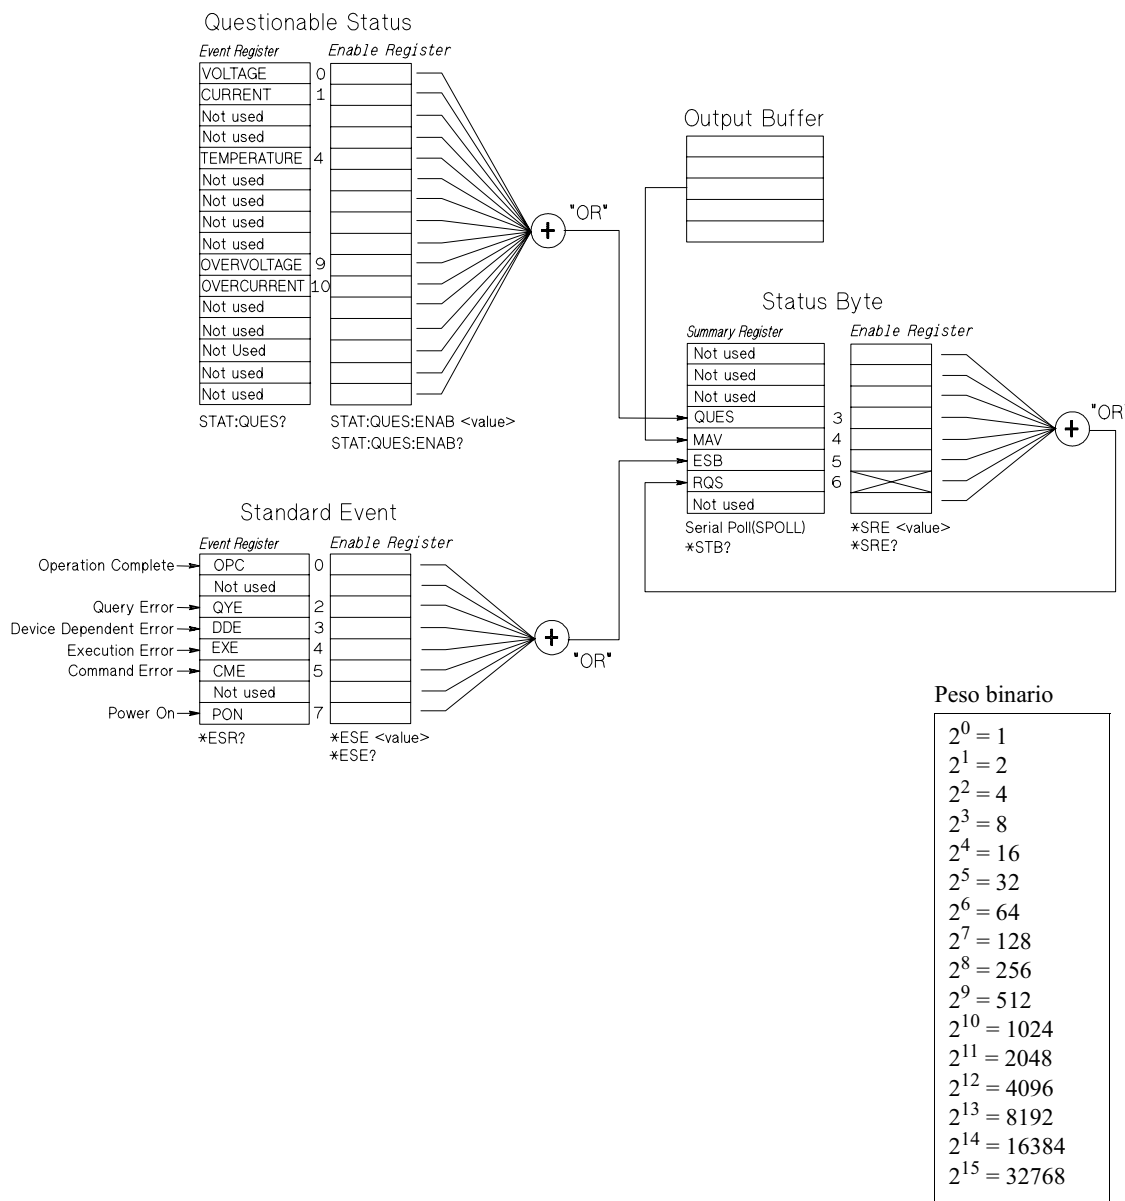 Questionable Status
Event Register Enable Register
VOLTAGE 0
CURRENT 1
Not used
Not used
TEMPERATURE 4
Not used
Not used
Not used
Not used
OVERVOLTAGE 9
OVERCURRENT 10
Not used
Not used
Not Used
Not used
Not used
STAT:QUES? STAT:QUES:ENAB <value>
STAT:QUES:ENAB?
+ "OR"
Output Buffer
Status Byte
Summary Register Enable Register
Not used
Not used
Not used
QUES 3
MAV 4
ESB 5
RQS 6
Not used
Serial Poll(SPOLL) *SRE <value>
*STB? *SRE?
+ "OR"
Standard Event
Event Register Enable Register
Operation Complete OPC 0
Not used
Query Error QYE 2
Device Dependent Error DDE 3
Execution Error EXE 4
Command Error CME 5
Not used
Power On PON 7
*ESR? *ESE <value>
*ESE?
+ "OR"
Peso binario
2^0 = 1
2^1 = 2
2^2 = 4
2^3 = 8
2^4 = 16
2^5 = 32
2^6 = 64
2^7 = 128
2^8 = 256
2^9 = 512
2^10 = 1024
2^11 = 2048
2^12 = 4096
2^13 = 8192
2^14 = 16384
2^15 = 32768